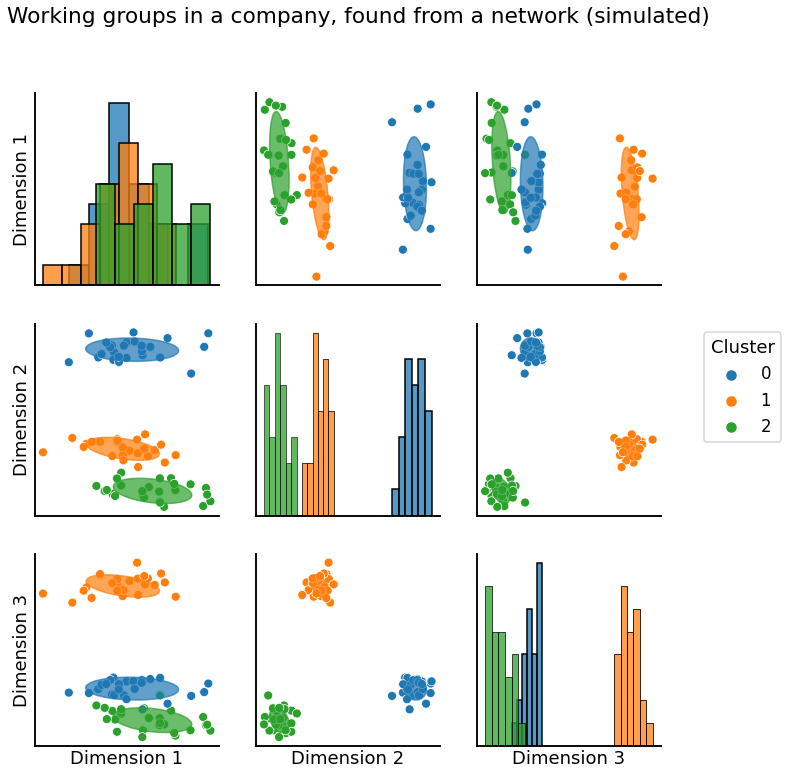 Working groups in a company, found from a network (simulated)
Dimension 1
Dimension 2
Cluster
0
1
2
Dimension 3
Dimension 1
Dimension 2
Dimension 3